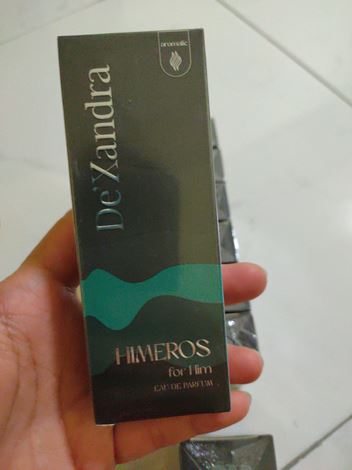 aromatic
De'Xandra
HIMEROS
for Him
EAU DE PARFUM